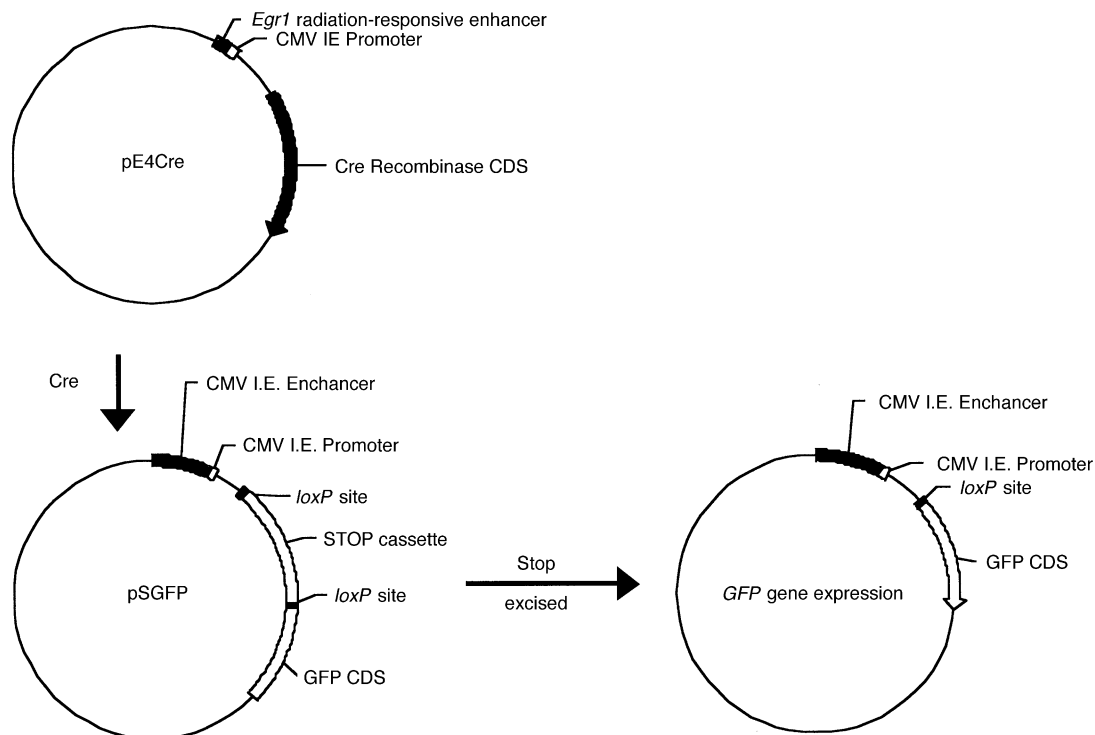 Egr1 radiation-responsive enhancer
CMV IE Promoter
pE4Cre
Cre Recombinase CDS
Cre
CMV I.E. Enchancer
CMV I.E. Promoter
loxP site
STOP cassette
pSGFP
loxP site
GFP CDS
Stop
excised
CMV I.E. Enchancer
CMV I.E. Promoter
loxP site
GFP CDS
GFP gene expression